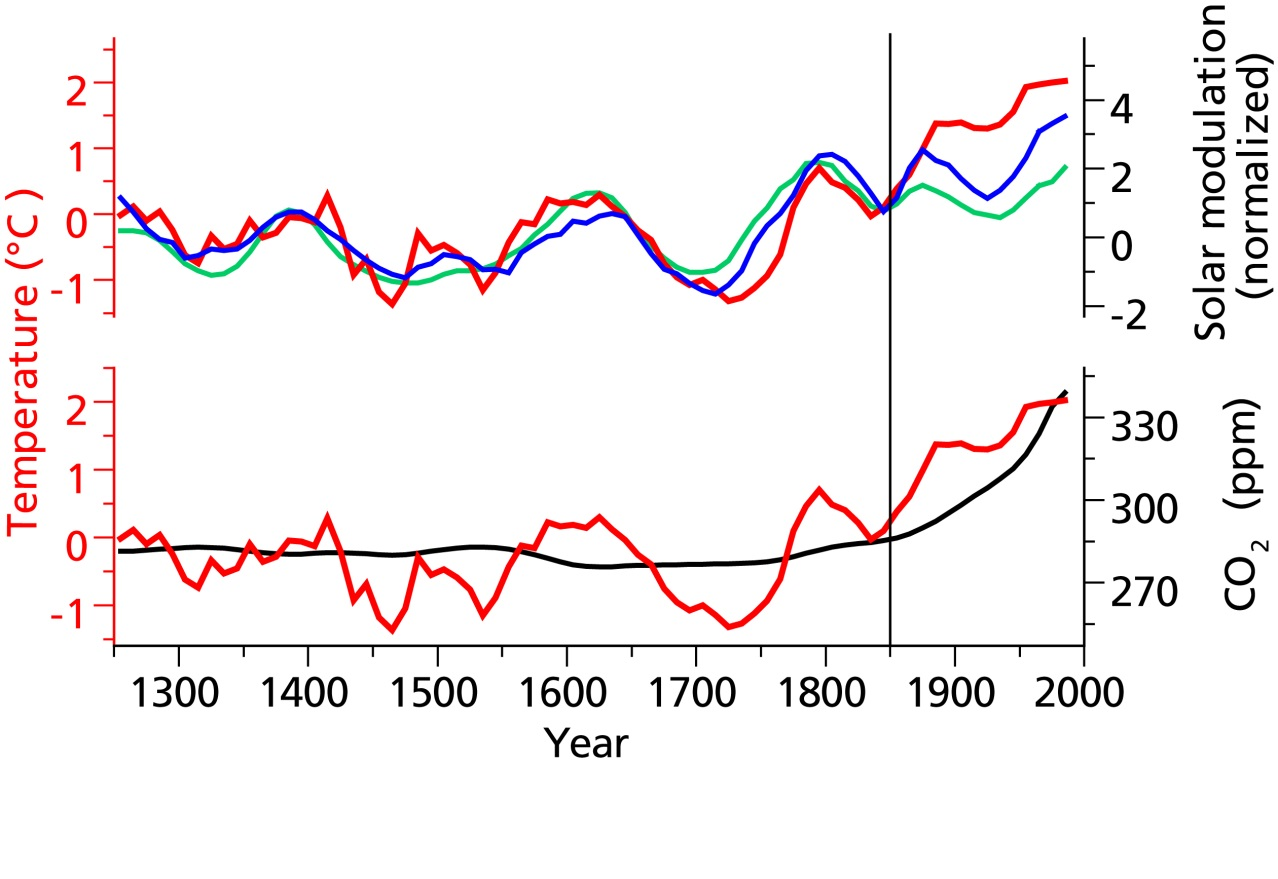 Temperature (°C )
2
1
0
-1
4
2
0
-2
Solar modulation
(normalized)
2
1
0
-1
330
300
270
CO2 (ppm)
1300 1400 1500 1600 1700 1800 1900 2000
Year